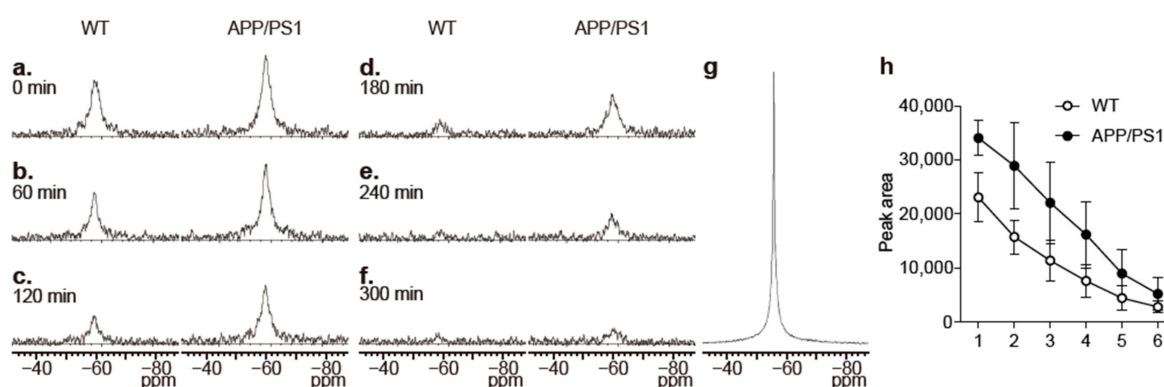 WT APP/PS1 WT APP/PS1
a.
0 min
d.
180 min
g
h
b.
60 min
e.
240 min
c.
120 min
f.
300 min
−40 −60 −80
ppm
−40 −60 −80
ppm
−40 −60 −80
ppm
−40 −60 −80
ppm
−40 −60 −80
ppm
WT
APP/PS1
Peak area
40,000
30,000
20,000
10,000
0
1 2 3 4 5 6